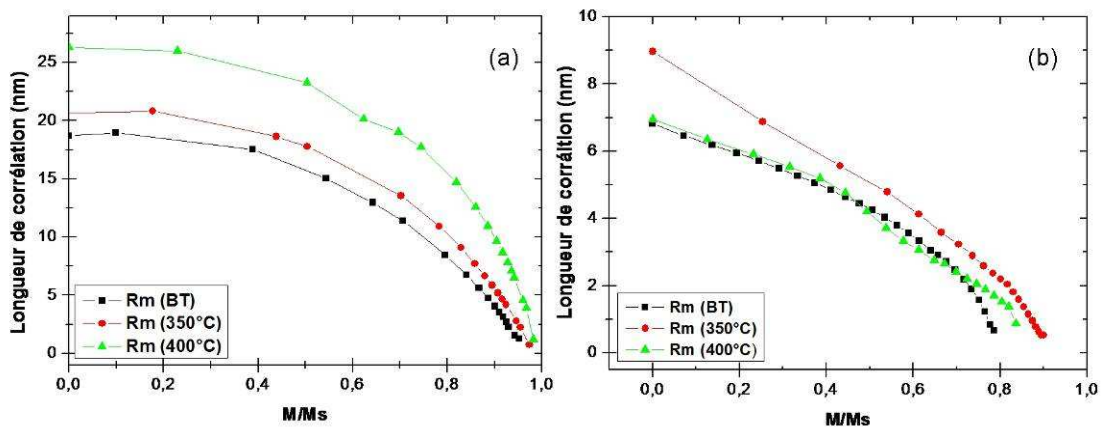 (a)
Longueur de corrélation (nm)
25
20
15
10
5
0
Rm (BT)
Rm (350°C)
Rm (400°C)
0,0 0,2 0,4 0,6 0,8 1,0
M/Ms
(b)
Longueur de corráltion (nm)
10
8
6
4
2
0
Rm (BT)
Rm (350°C)
Rm (400°C)
0,0 0,2 0,4 0,6 0,8 1,0
M/Ms